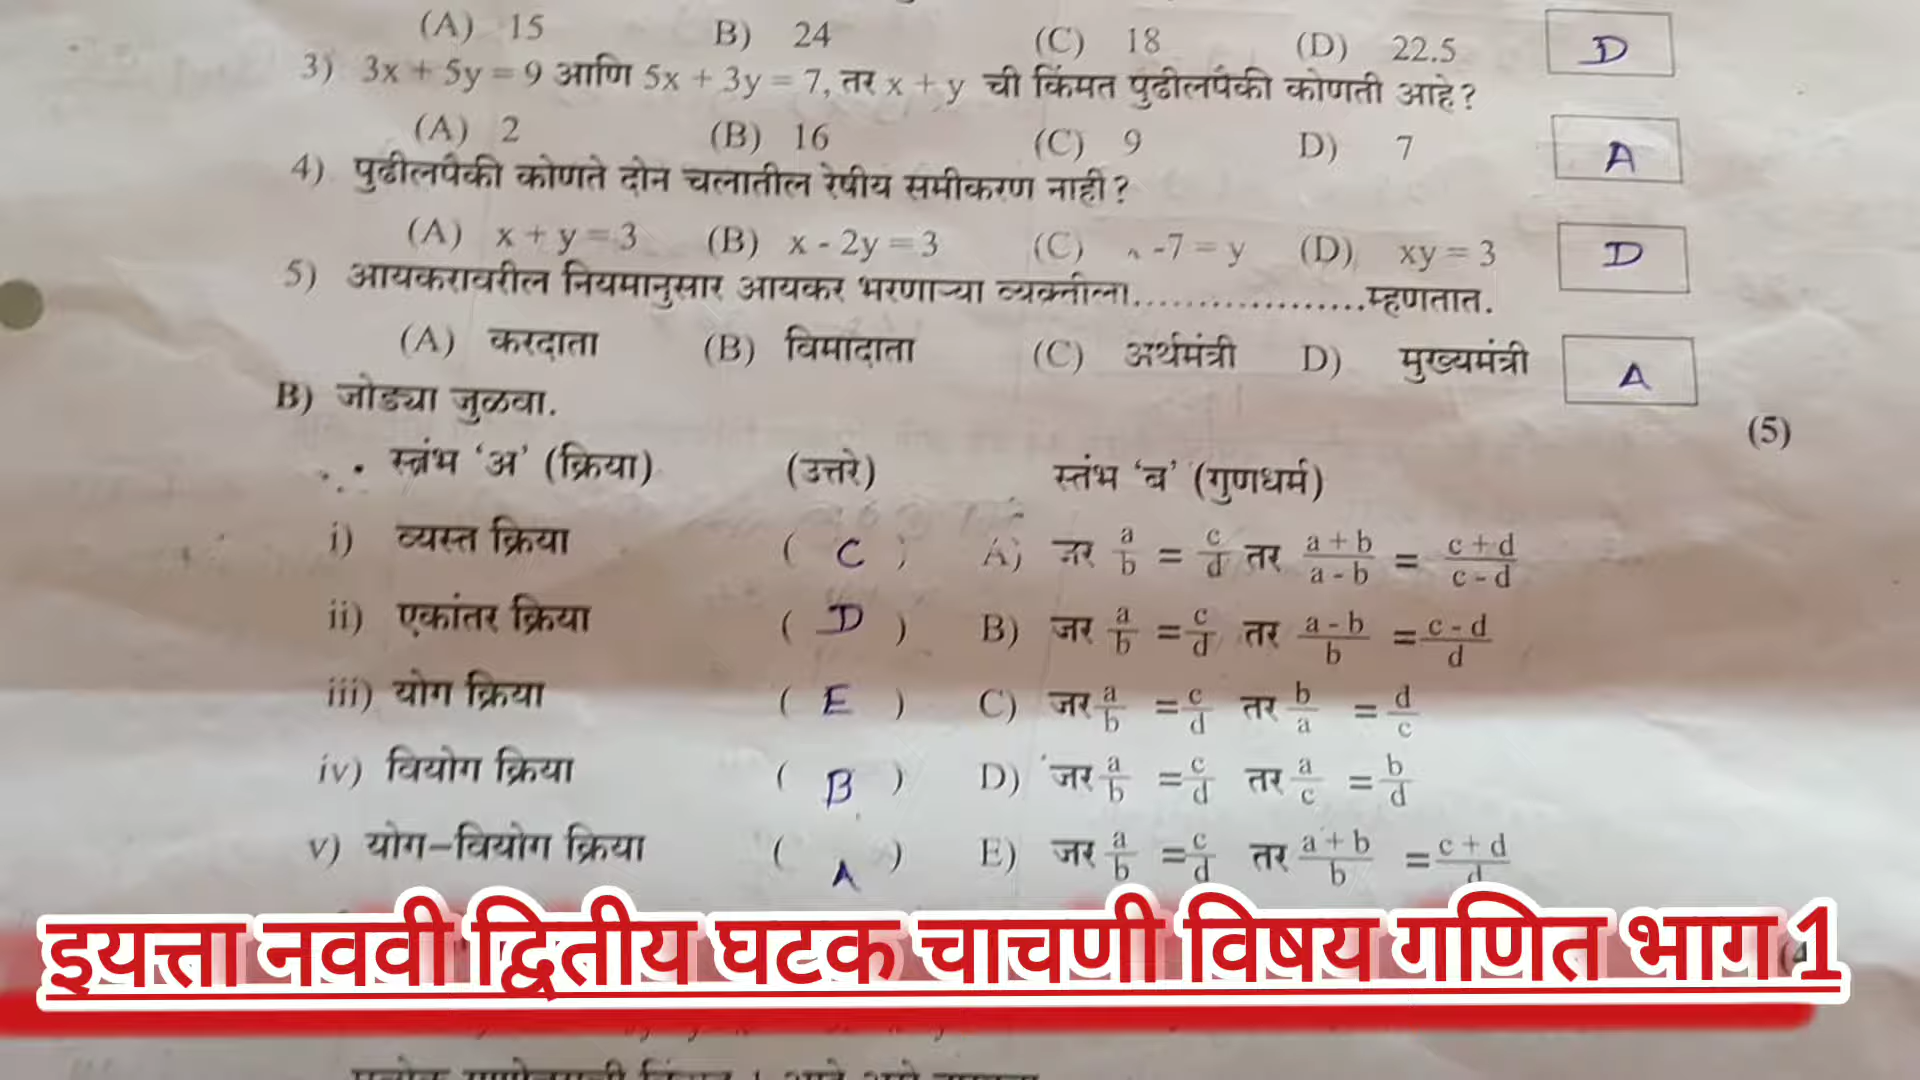 (A) 15 B) 24 (C) 18 (D) 22.5 D
3) 3x + 5y = 9 आणि 5x + 3y = 7, तर x + y ची किंमत पुढीलपैकी कोणती आहे?
(A) 2 (B) 16 (C) 9 D) 7 A
4) पुढीलपैकी कोणते दोन चलातील रेषीय समीकरण नाही?
(A) x + y = 3 (B) x - 2y = 3 (C) -7 = y (D) xy = 3 D
5) आयकरावरील नियमानुसार आयकर भरणाऱ्या व्यक्तीला..................म्हणतात.
(A) करदाता (B) विमादाता (C) अर्थमंत्री D) मुख्यमंत्री A
B) जोड्या जुळवा. (5)
स्तंभ ‘अ’ (क्रिया) (उत्तरे) स्तंभ ‘ब’ (गुणधर्म)
i) व्यस्त क्रिया ( C ) A) जर a/b = c/d तर a + b/a - b = c + d/c - d
ii) एकांतर क्रिया ( D ) B) जर a/b = c/d तर a - b/b = c - d/d
iii) योग क्रिया ( E ) C) जर a/b = c/d तर b/a = d/c
iv) वियोग क्रिया ( B ) D) जर a/b = c/d तर a/c = b/d
v) योग–वियोग क्रिया ( A ) E) जर a/b = c/d तर a + b/b = c + d/d
इयत्ता नववी द्वितीय घटक चाचणी विषय गणित भाग 1